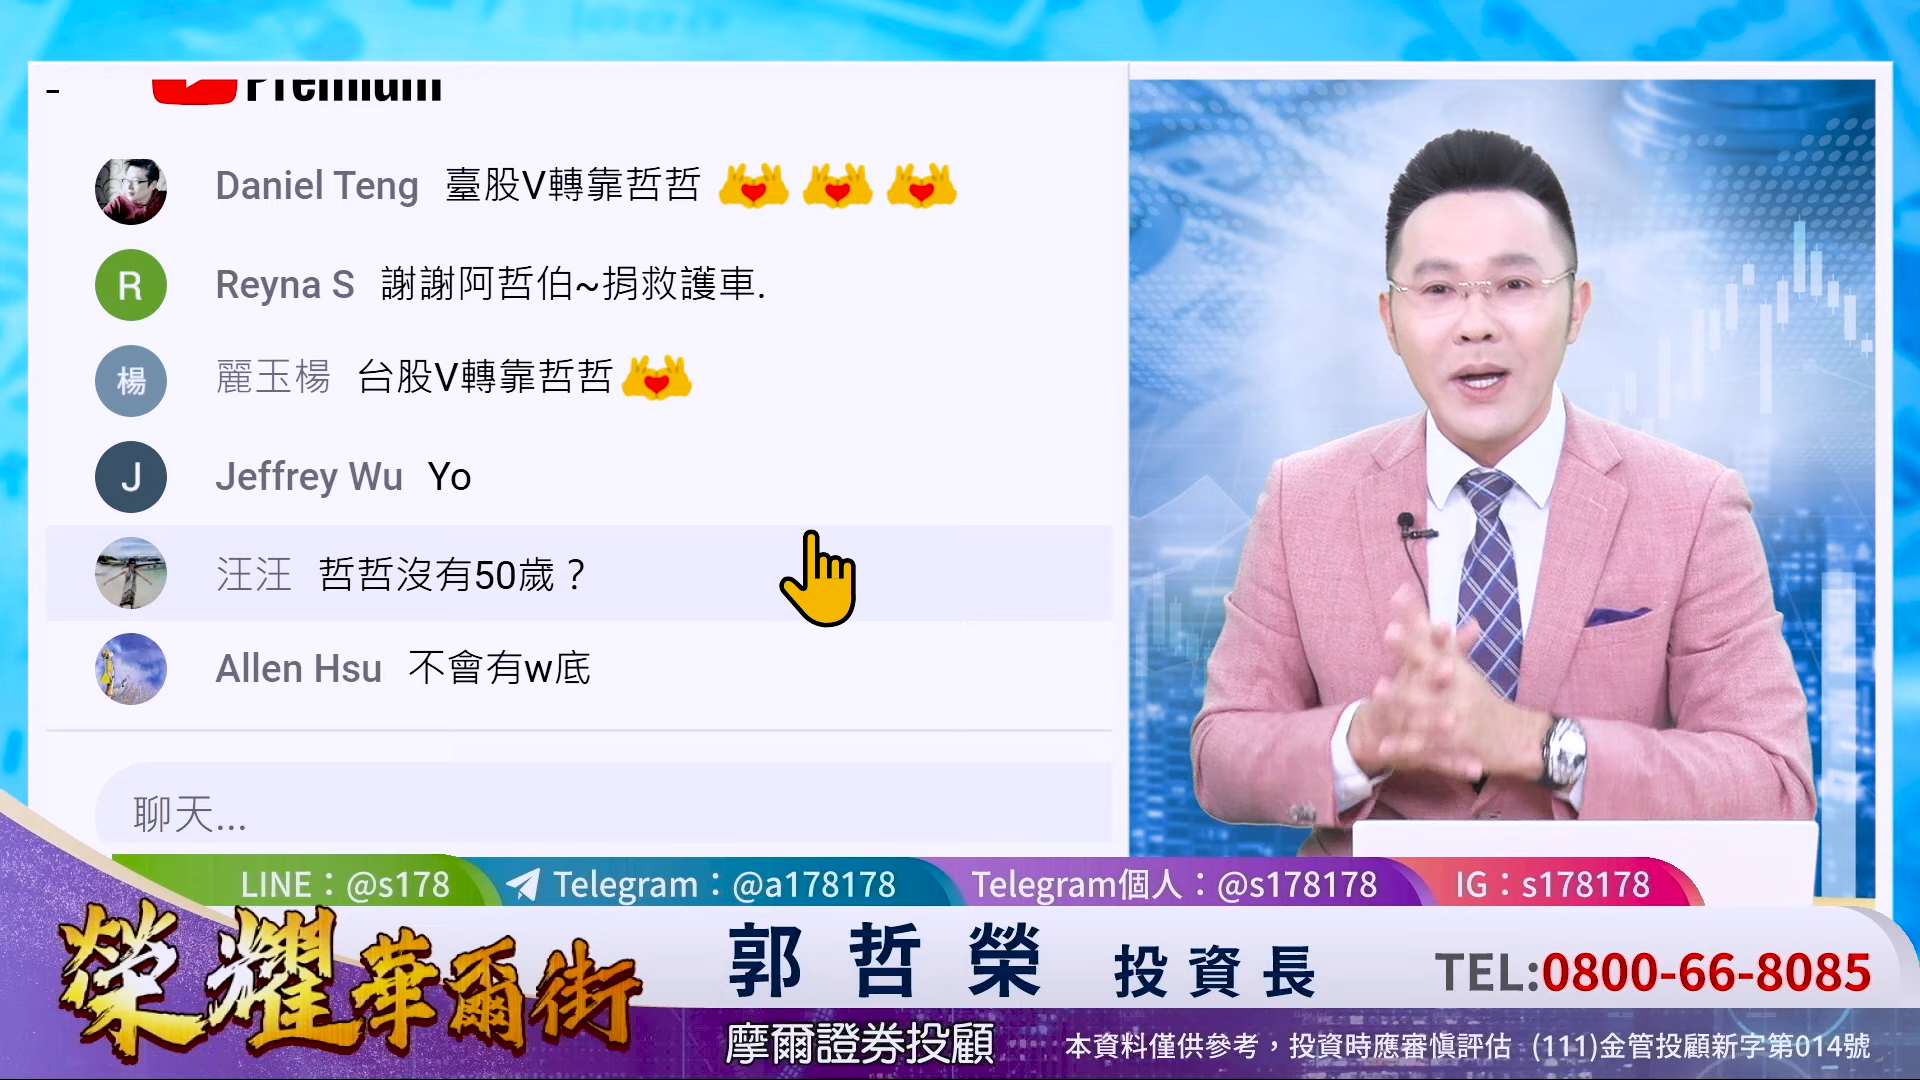 Premium
Daniel Teng 臺股V轉靠哲哲
R Reyna S 謝謝阿哲伯~捐救護車.
楊 麗玉楊 台股V轉靠哲哲
J Jeffrey Wu Yo
汪汪 哲哲沒有50歲？
Allen Hsu 不會有w底
聊天...
LINE：@s178 Telegram：@a178178 Telegram個人：@s178178 IG：s178178
榮耀華爾街
郭哲榮 投資長 TEL:0800-66-8085
摩爾證券投顧 本資料僅供參考，投資時應審慎評估 (111)金管投顧新字第014號